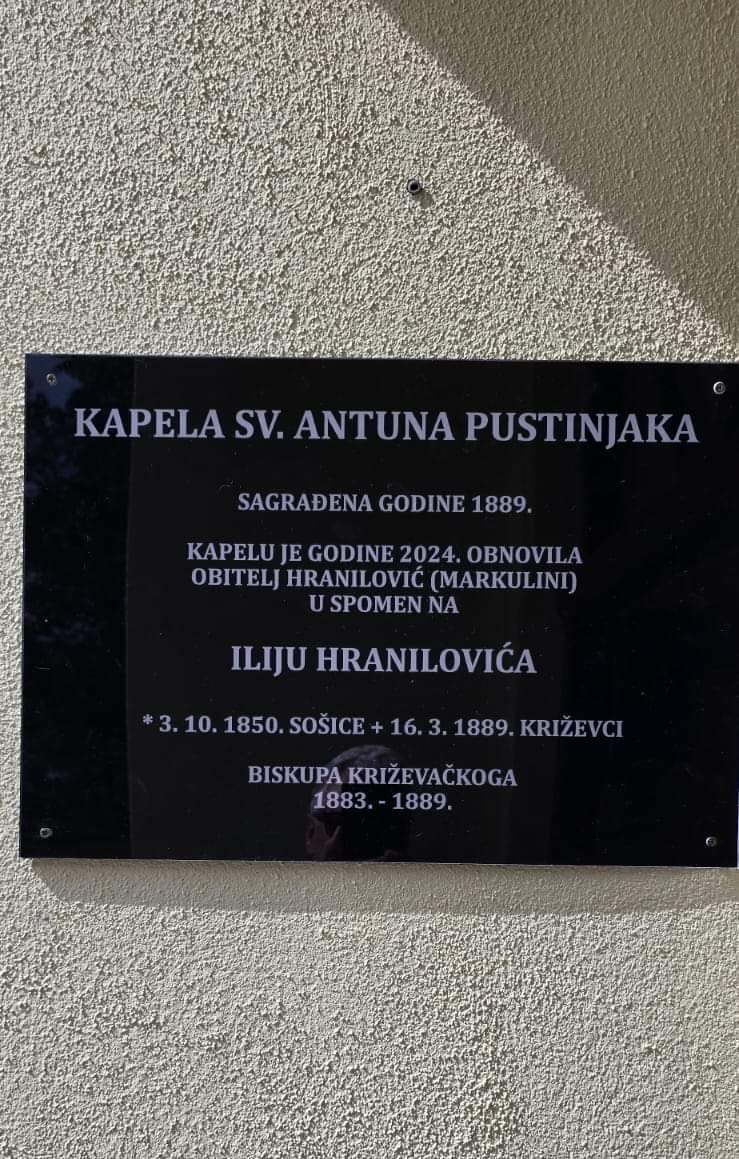 KAPELA SV. ANTUNA PUSTINJAKA
SAGRAĐENA GODINE 1889.
KAPELU JE GODINE 2024. OBNOVILA
OBITELJ HRANILOVIĆ (MARKULINI)
U SPOMEN NA
ILIJU HRANILOVIĆA
* 3. 10. 1850. SOŠICE + 16. 3. 1889. KRIŽEVCI
BISKUPA KRIŽEVAČKOGA
1883. - 1889.